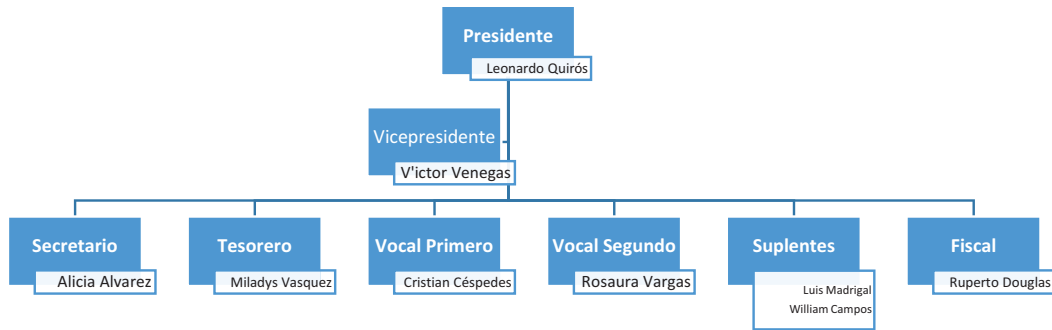 Presidente
Leonardo Quirós
Vicepresidente
V'ictor Venegas
Secretario
Alicia Alvarez
Tesorero
Miladys Vasquez
Vocal Primero
Cristian Céspedes
Vocal Segundo
Rosaura Vargas
Suplentes
Luis Madrigal
William Campos
Fiscal
Ruperto Douglas